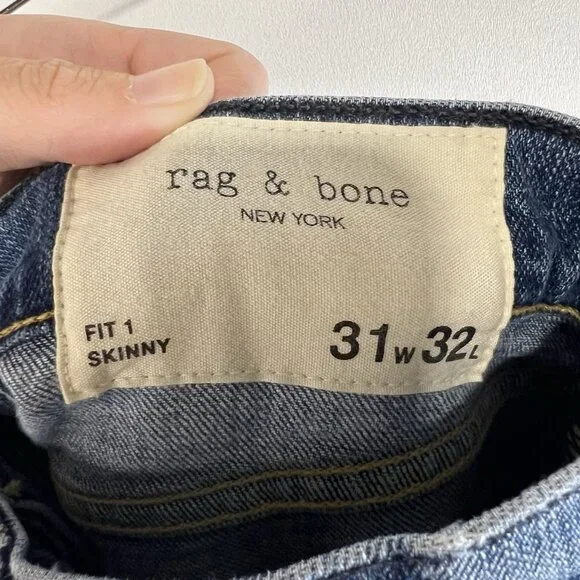 rag & bone
NEW YORK
FIT 1
SKINNY
31W 32L